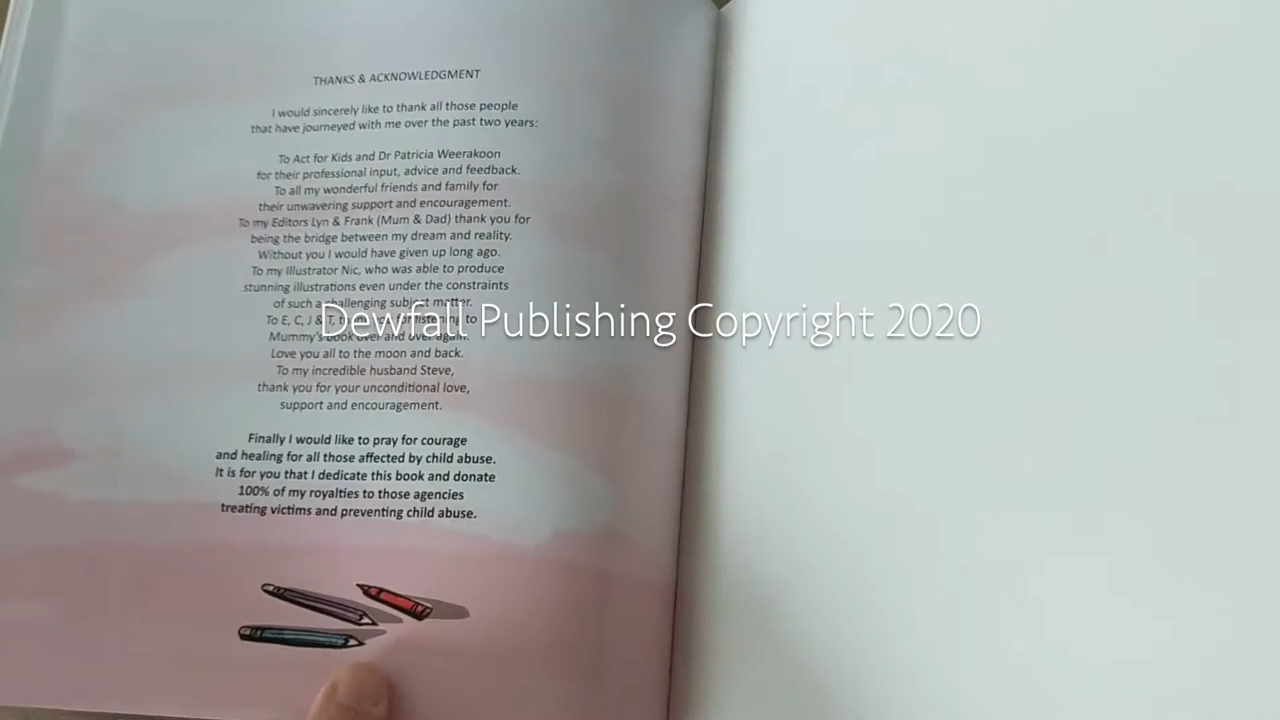 THANKS & ACKNOWLEDGMENT
I would sincerely like to thank all those people
that have journeyed with me over the past two years:
To Act for Kids and Dr Patricia Weerakoon
for their professional input, advice and feedback.
To all my wonderful friends and family for
their unwavering support and encouragement.
To my Editors Lyn & Frank (Mum & Dad) thank you for
being the bridge between my dream and reality.
Without you I would have given up long ago.
To my Illustrator Nic, who was able to produce
stunning illustrations even under the constraints
of such a challenging subject matter.
To E, C, J & T, thank you for listening to
Mummy's book over and over again.
Dewfall Publishing Copyright 2020
Love you all to the moon and back.
To my incredible husband Steve,
thank you for your unconditional love,
support and encouragement.
Finally I would like to pray for courage
and healing for all those affected by child abuse.
It is for you that I dedicate this book and donate
100% of my royalties to those agencies
treating victims and preventing child abuse.